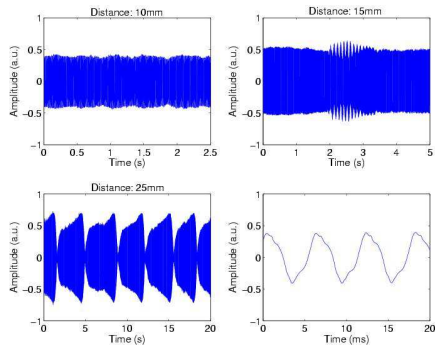 Distance: 10mm
Amplitude (a.u.)
1
0.5
0
−0.5
−1
0 0.5 1 1.5 2 2.5
Time (s)
Distance: 15mm
Amplitude (a.u.)
1
0.5
0
−0.5
−1
0 1 2 3 4 5
Time (s)
Distance: 25mm
Amplitude (a.u.)
1
0.5
0
−0.5
−1
0 5 10 15 20
Time (s)
Amplitude (a.u.)
1
0.5
0
−0.5
−1
0 5 10 15 20
Time (ms)